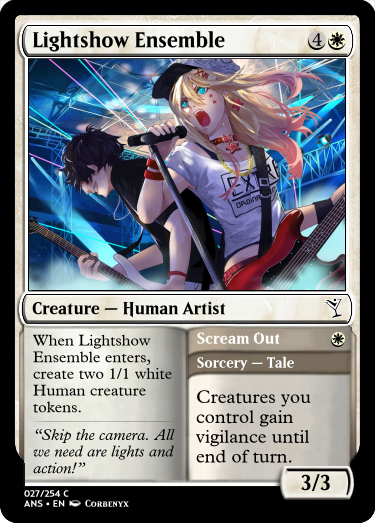 Lightshow Ensemble 4
EXTRA
Creature — Human Artist
When Lightshow
Ensemble enters,
create two 1/1 white
Human creature
tokens.
“Skip the camera. All
we need are lights and
action!”
Scream Out
Sorcery — Tale
Creatures you
control gain
vigilance until
end of turn.
3/3
027/254 C
ANS • EN Corbenyx